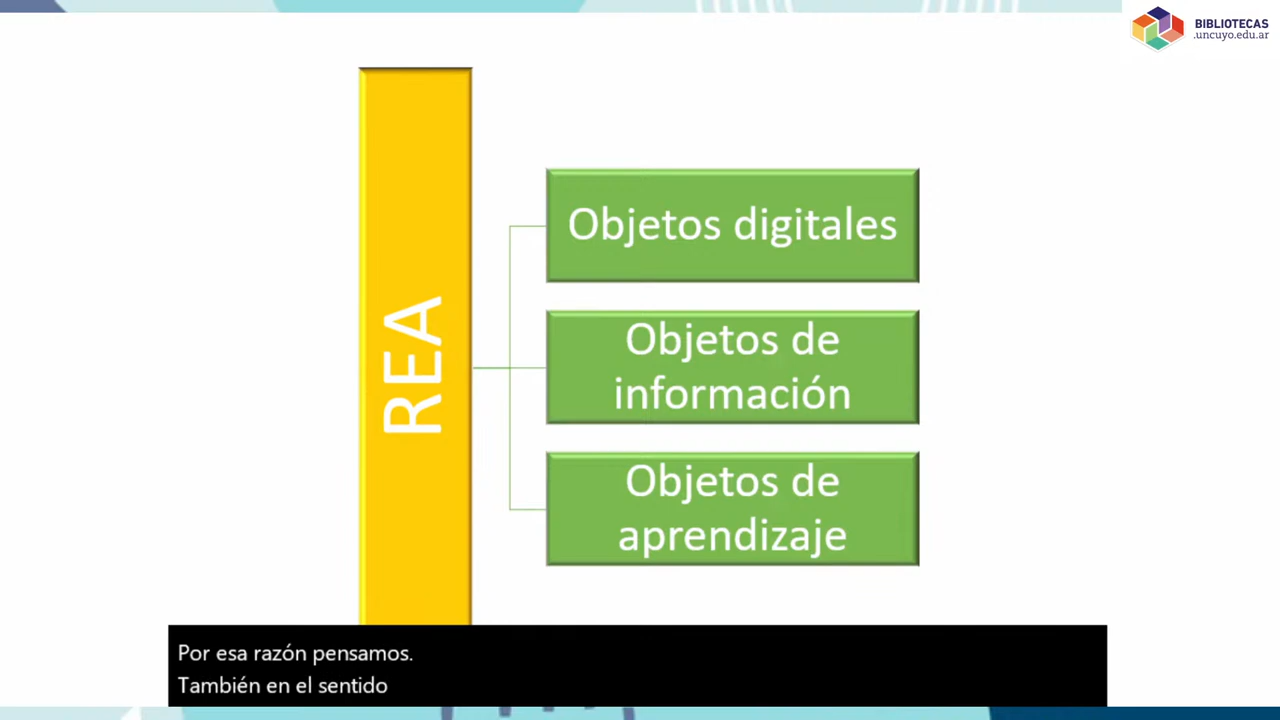 BIBLIOTECAS
.uncuyo.edu.ar
REA
Objetos digitales
Objetos de
información
Objetos de
aprendizaje
Por esa razón pensamos.
También en el sentido